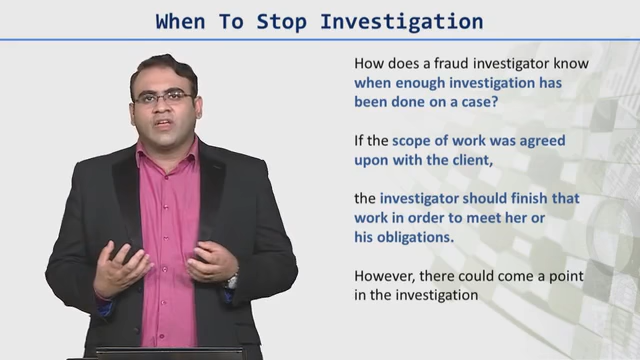 When To Stop Investigation
How does a fraud investigator know
when enough investigation has
been done on a case?
If the scope of work was agreed
upon with the client,
the investigator should finish that
work in order to meet her or
his obligations.
However, there could come a point
in the investigation